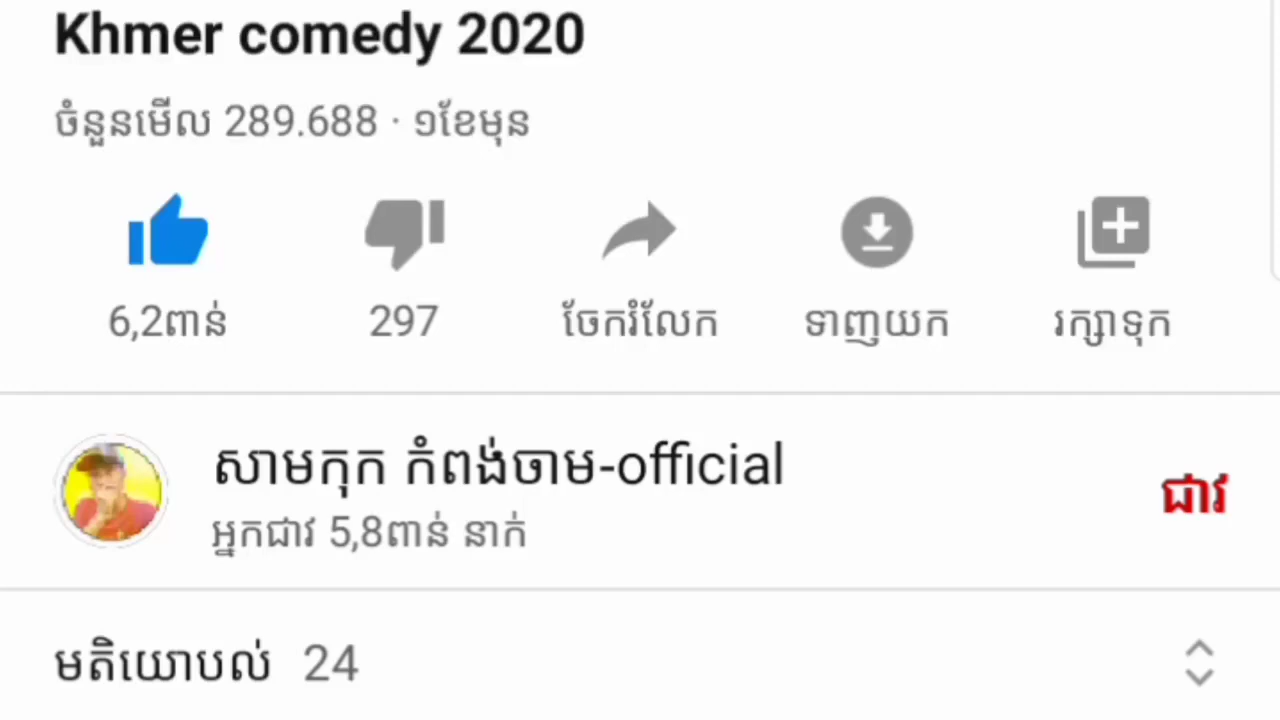 Khmer comedy 2020
ចំនួនមើល 289.688 · ១ខែមុន
6,2ពាន់
297
ចែករំលែក
ទាញយក
រក្សាទុក
សាមកុក កំពង់ចាម-official
ជាវ
អ្នកជាវ 5,8ពាន់ នាក់
មតិយោបល់ 24